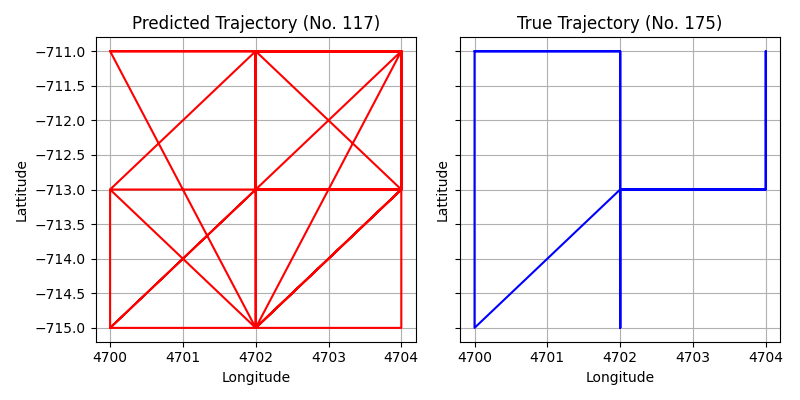 Predicted Trajectory (No. 117)
True Trajectory (No. 175)
−711.0
−711.5
−712.0
−712.5
−713.0
−713.5
−714.0
−714.5
−715.0
Lattitude
Lattitude
4700 4701 4702 4703 4704
4700 4701 4702 4703 4704
Longitude
Longitude